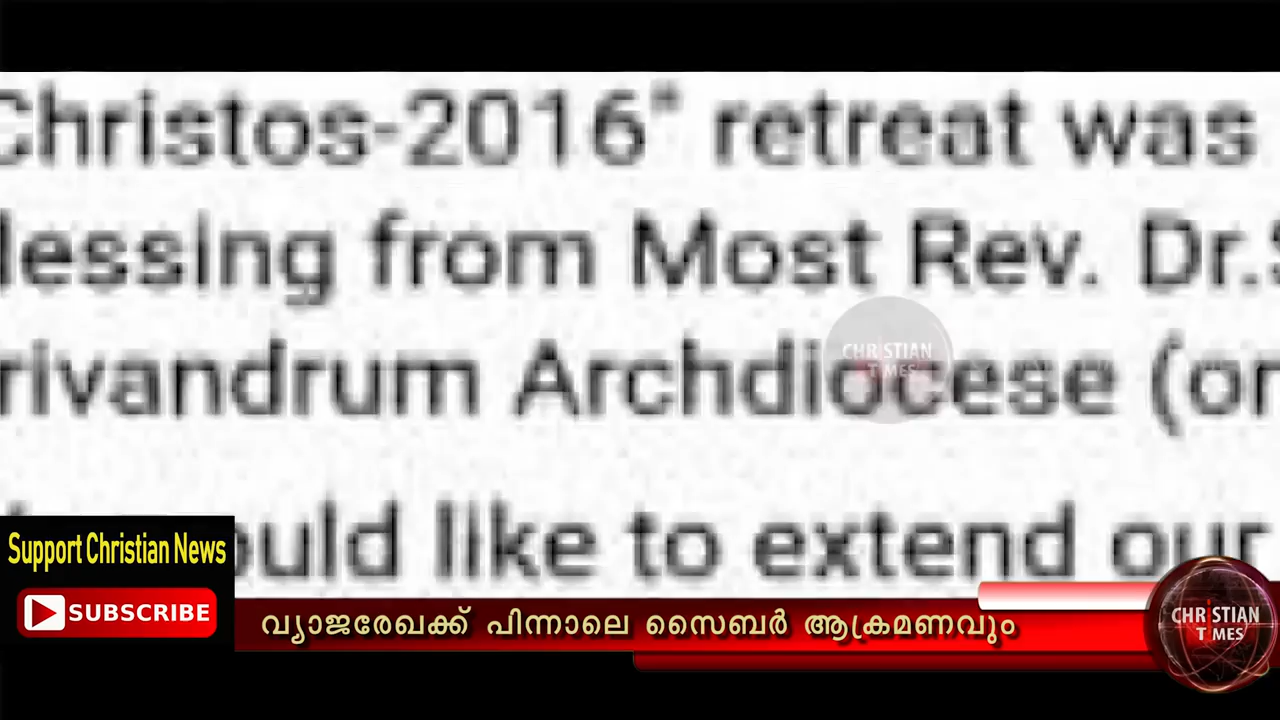 Christos-2016" retreat was
lessing from Most Rev. Dr.S
rivandrum Archdiocese (or
ould like to extend our
CHRISTIAN
TIMES
Support Christian News
SUBSCRIBE
വ്യാജരേഖക്ക് പിന്നാലെ സൈബർ ആക്രമണവും
CHRISTIAN
TIMES